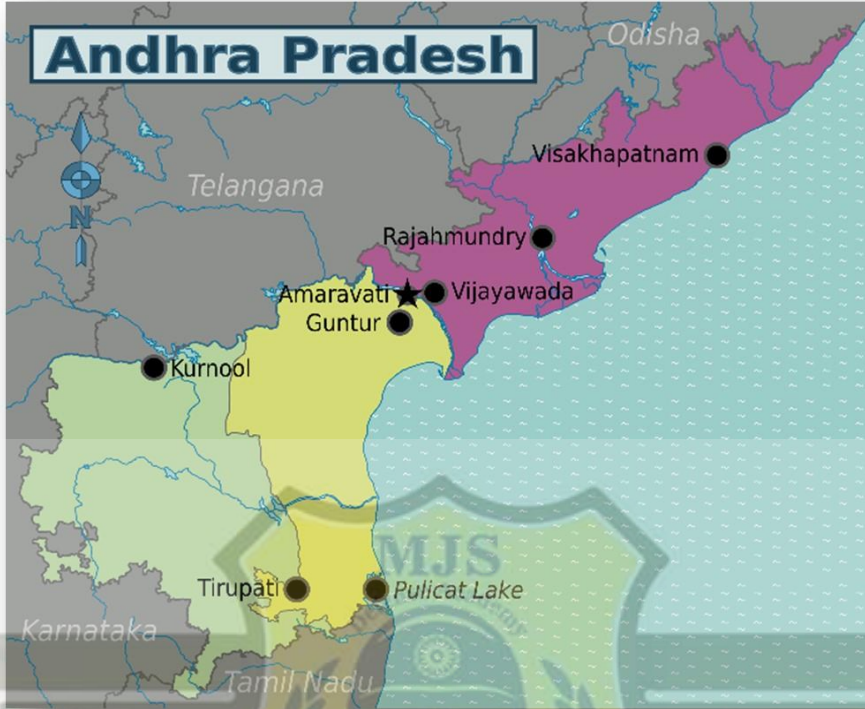 Andhra Pradesh
Odisha
Visakhapatnam
Telangana
N
Rajahmundry
Amaravati
Vijayawada
Guntur
Kurnool
MJS
Tirupati
Pulicat Lake
Karnataka
Tamil Nadu